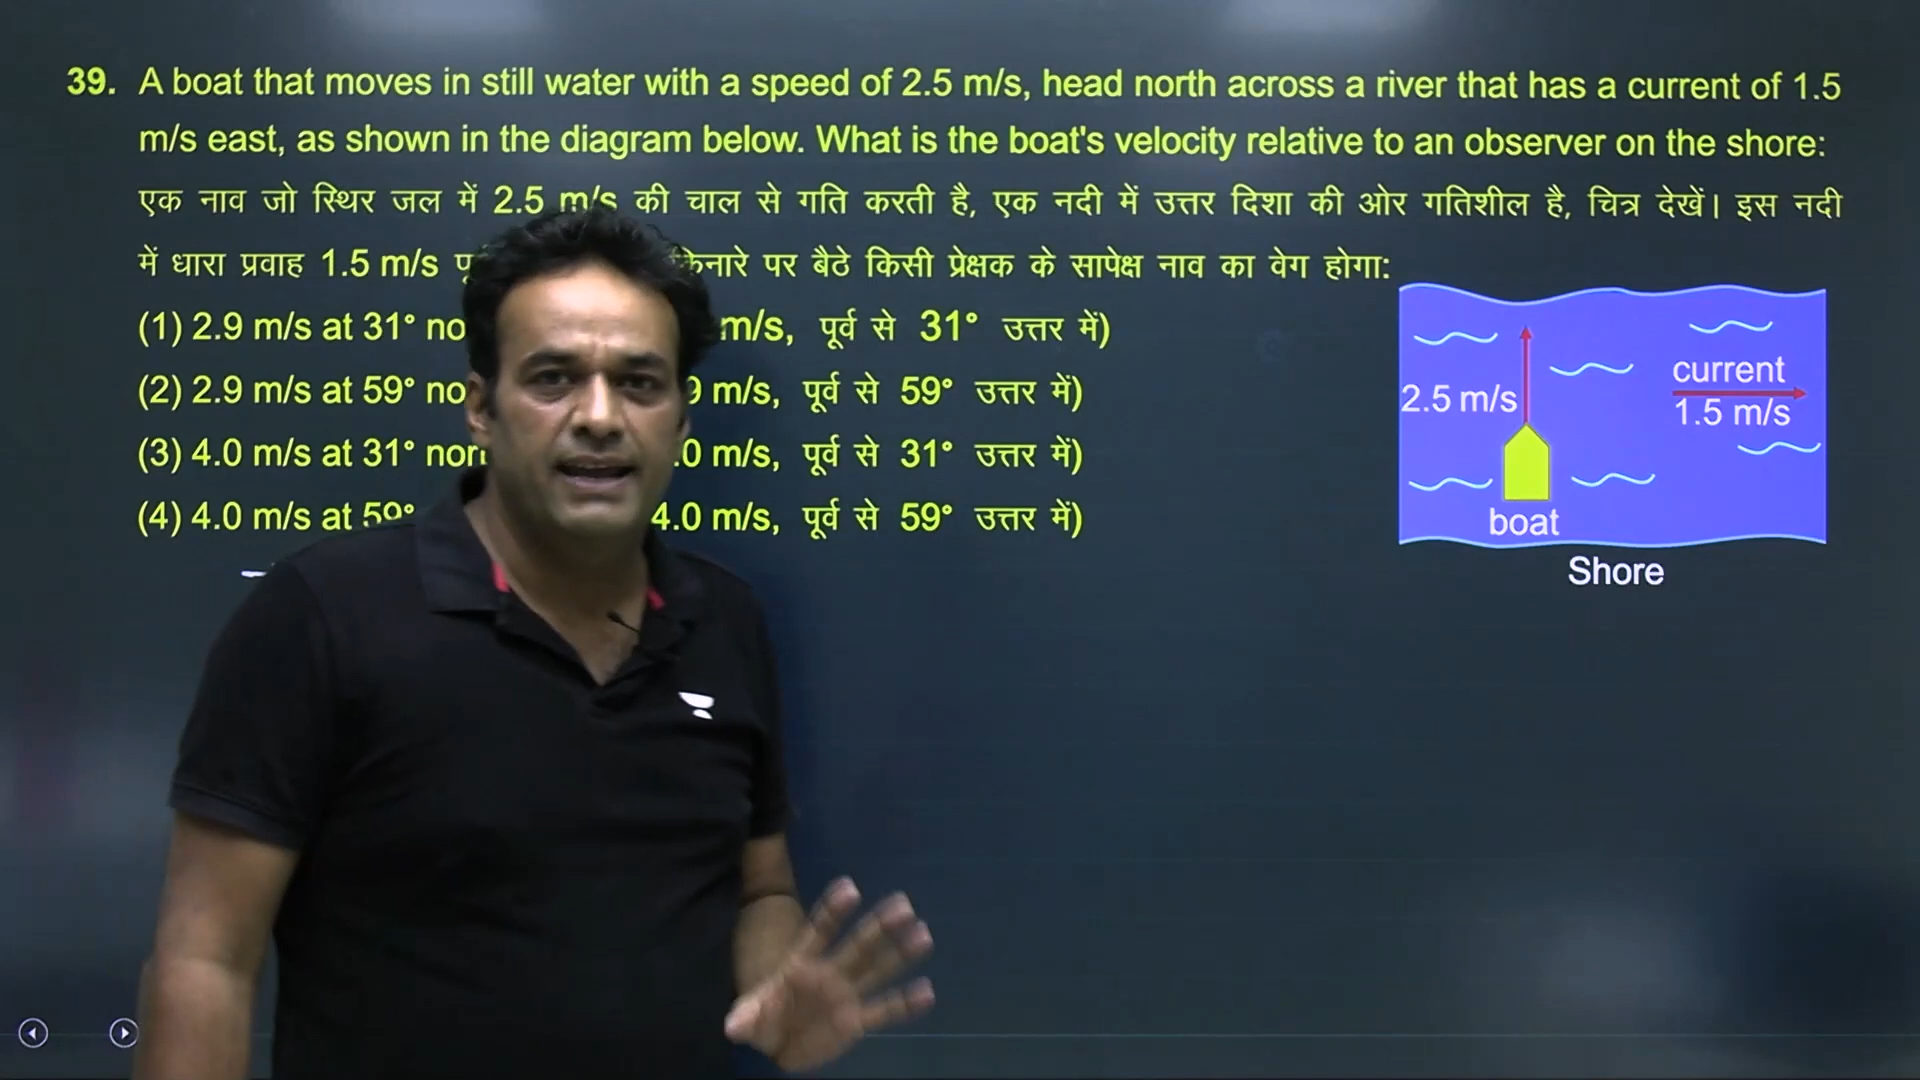 39. A boat that moves in still water with a speed of 2.5 m/s, head north across a river that has a current of 1.5
m/s east, as shown in the diagram below. What is the boat's velocity relative to an observer on the shore:
एक नाव जो स्थिर जल में 2.5 m/s की चाल से गति करती है, एक नदी में उत्तर दिशा की ओर गतिशील है, चित्र देखें। इस नदी
में धारा प्रवाह 1.5 m/s पर बैठे किसी प्रेक्षक के सापेक्ष नाव का वेग होगा:
(1) 2.9 m/s at 31° m/s, पूर्व से 31° उत्तर में)
(2) 2.9 m/s at 59° m/s, पूर्व से 59° उत्तर में)
(3) 4.0 m/s at 31° m/s, पूर्व से 31° उत्तर में)
(4) 4.0 m/s at 59° 4.0 m/s, पूर्व से 59° उत्तर में)
2.5 m/s
current
1.5 m/s
boat
Shore